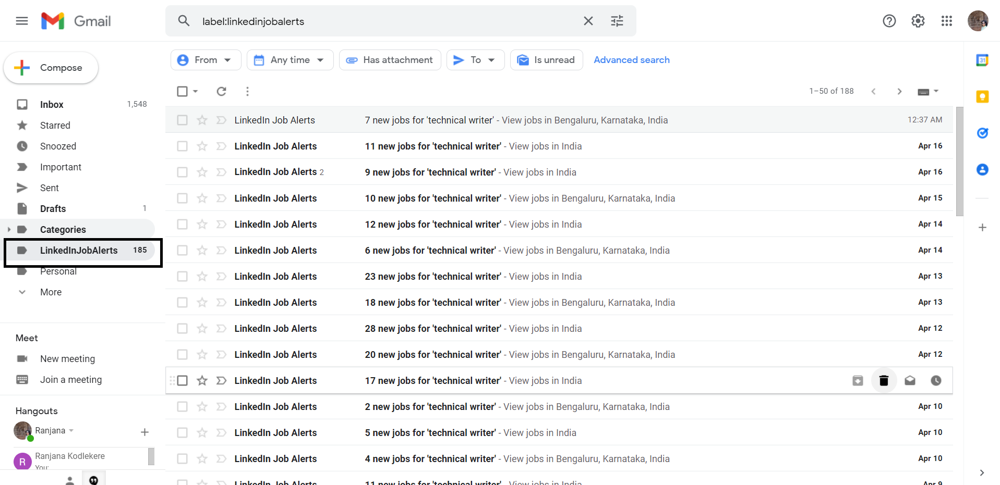 Gmail
label:linkedinjobalerts
Compose
From
Any time
Has attachment
To
Is unread
Advanced search
31
1–50 of 188
Inbox 1,548
Starred
Snoozed
Important
Sent
Drafts 1
Categories
LinkedInJobAlerts 185
Personal
More
Meet
New meeting
Join a meeting
Hangouts
Ranjana
R Ranjana Kodlekere
You:
LinkedIn Job Alerts 7 new jobs for 'technical writer' - View jobs in Bengaluru, Karnataka, India 12:37 AM
LinkedIn Job Alerts 11 new jobs for 'technical writer' - View jobs in India Apr 16
LinkedIn Job Alerts 2 9 new jobs for 'technical writer' - View jobs in India Apr 16
LinkedIn Job Alerts 10 new jobs for 'technical writer' - View jobs in Bengaluru, Karnataka, India Apr 15
LinkedIn Job Alerts 12 new jobs for 'technical writer' - View jobs in India Apr 14
LinkedIn Job Alerts 6 new jobs for 'technical writer' - View jobs in Bengaluru, Karnataka, India Apr 14
LinkedIn Job Alerts 23 new jobs for 'technical writer' - View jobs in India Apr 13
LinkedIn Job Alerts 18 new jobs for 'technical writer' - View jobs in Bengaluru, Karnataka, India Apr 13
LinkedIn Job Alerts 28 new jobs for 'technical writer' - View jobs in India Apr 12
LinkedIn Job Alerts 20 new jobs for 'technical writer' - View jobs in Bengaluru, Karnataka, India Apr 12
LinkedIn Job Alerts 17 new jobs for 'technical writer' - View jobs in India
LinkedIn Job Alerts 2 new jobs for 'technical writer' - View jobs in Bengaluru, Karnataka, India Apr 10
LinkedIn Job Alerts 5 new jobs for 'technical writer' - View jobs in India Apr 10
LinkedIn Job Alerts 4 new jobs for 'technical writer' - View jobs in Bengaluru, Karnataka, India Apr 10
LinkedIn Job Alerts 11 new jobs for 'technical writer' - View jobs in India Apr 9